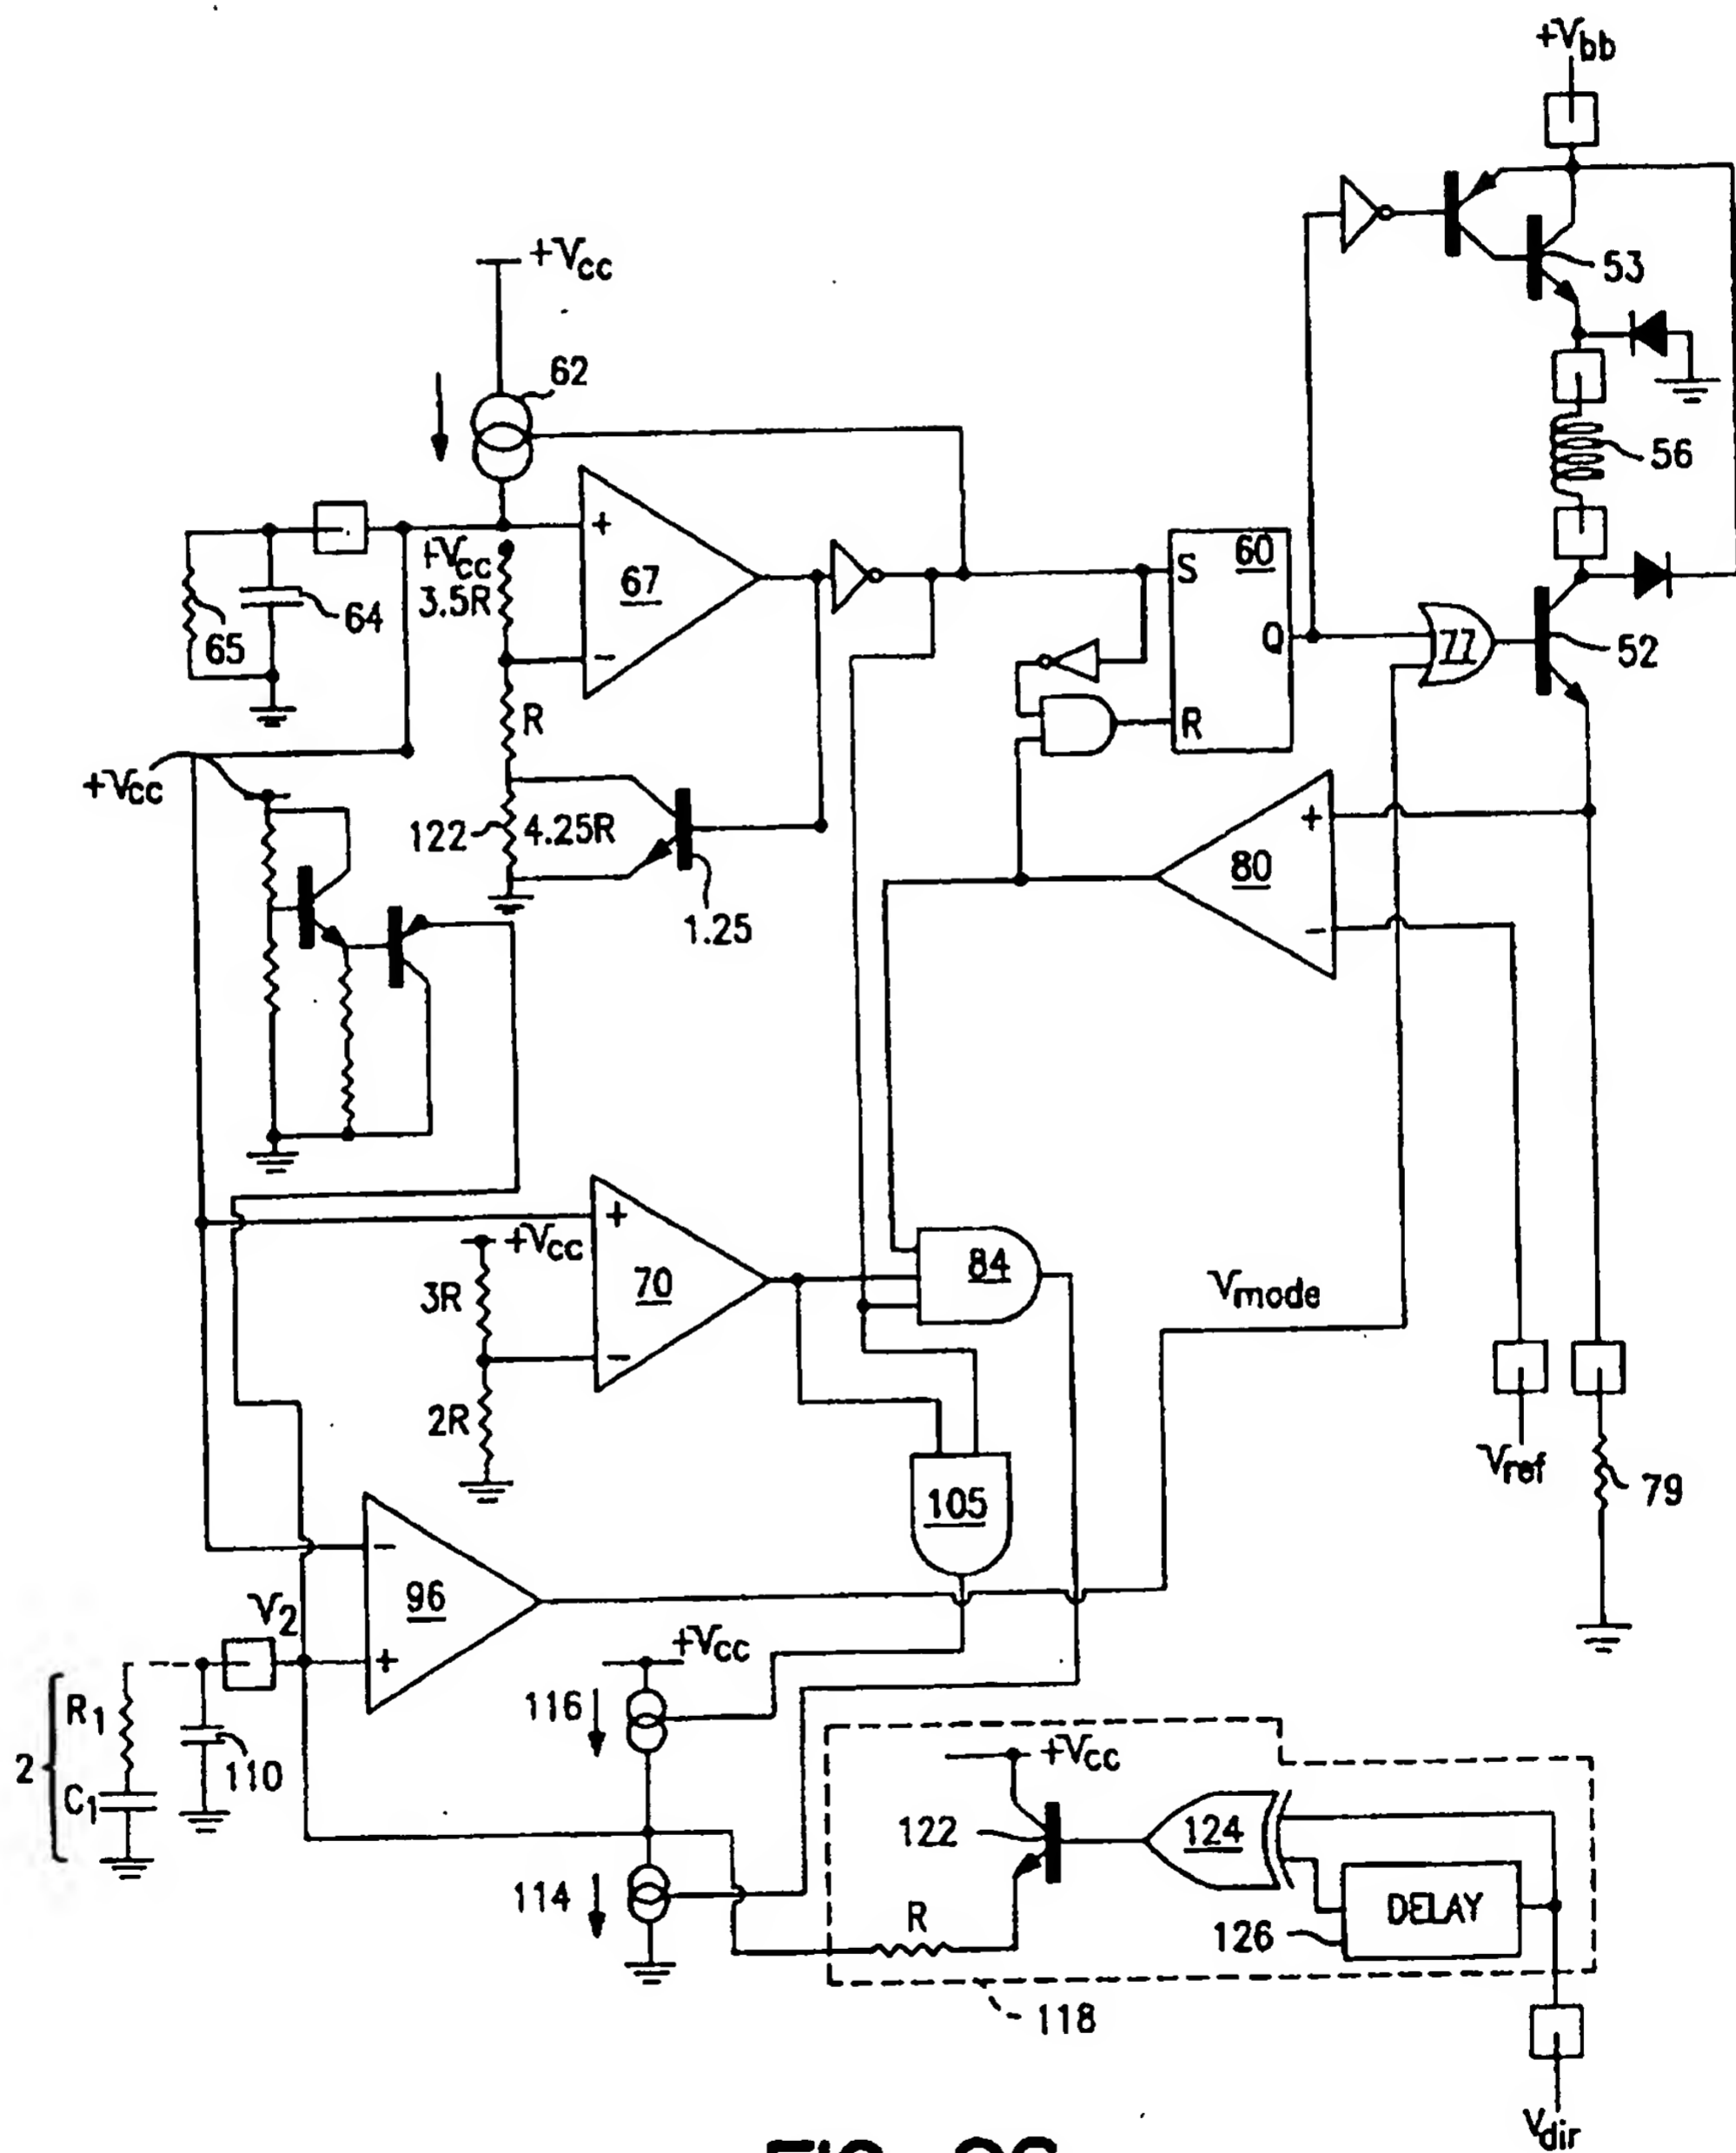 +Vbb
53
+Vcc
62
56
+
+Vcc
3.5R
67
64
65
-
S
60
Q
77
52
R
R
+Vcc
122
4.25R
1.25
+
80
-
+
+Vcc
70
84
Vmode
3R
-
2R
Vref
79
105
-
96
V2
+
+Vcc
R1
116
2
110
C1
+Vcc
122
124
114
R
DELAY
126
118
Vdir